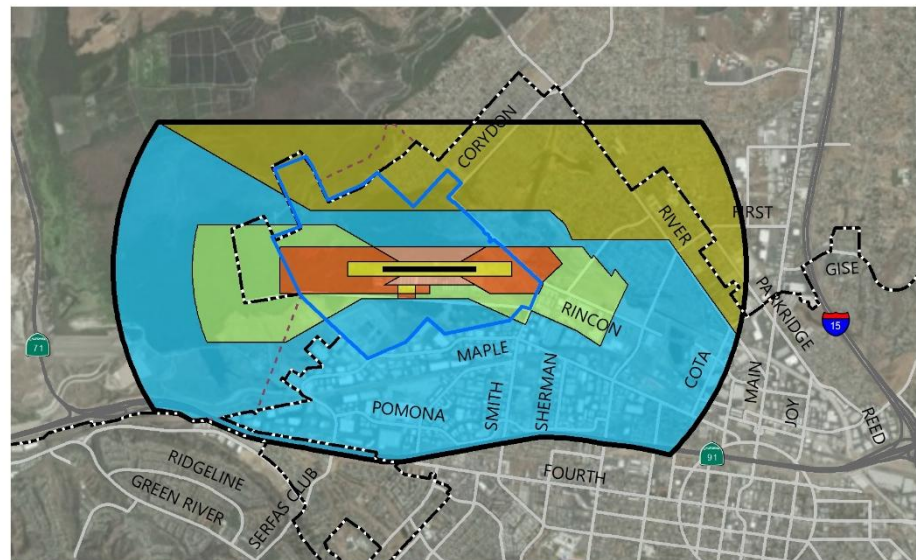 CORYDON
RIVER
FIRST
GISE
PARKRIDGE
15
71
RINCON
MAPLE
COTA
MAIN
JOY
SMITH
SHERMAN
POMONA
REED
91
FOURTH
RIDGELINE
GREEN RIVER
SERFAS CLUB